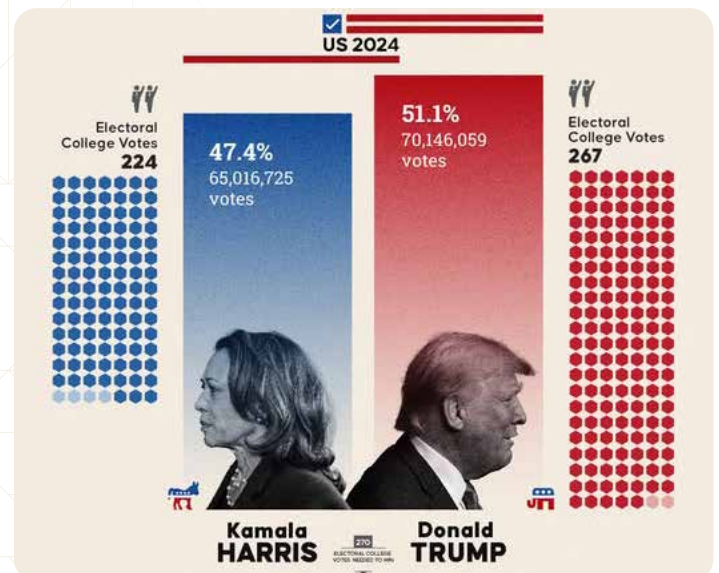 US 2024
Electoral
College Votes
224
47.4%
65,016,725
votes
51.1%
70,146,059
votes
Electoral
College Votes
267
Kamala
HARRIS
270
ELECTORAL COLLEGE
VOTES NEEDED TO WIN
Donald
TRUMP